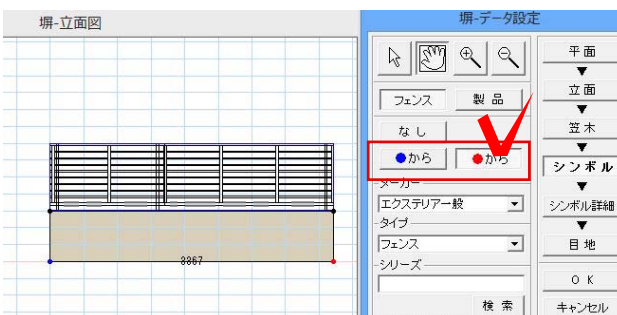 塀-立面図
3367
塀-データ設定
フェンス
製品
なし
●から
●から
メーカー
エクステリア一般
タイプ
フェンス
シリーズ
検索
平面
▼
立面
▼
笠木
▼
シンボル
▼
シンボル詳細
▼
目地
OK
キャンセル